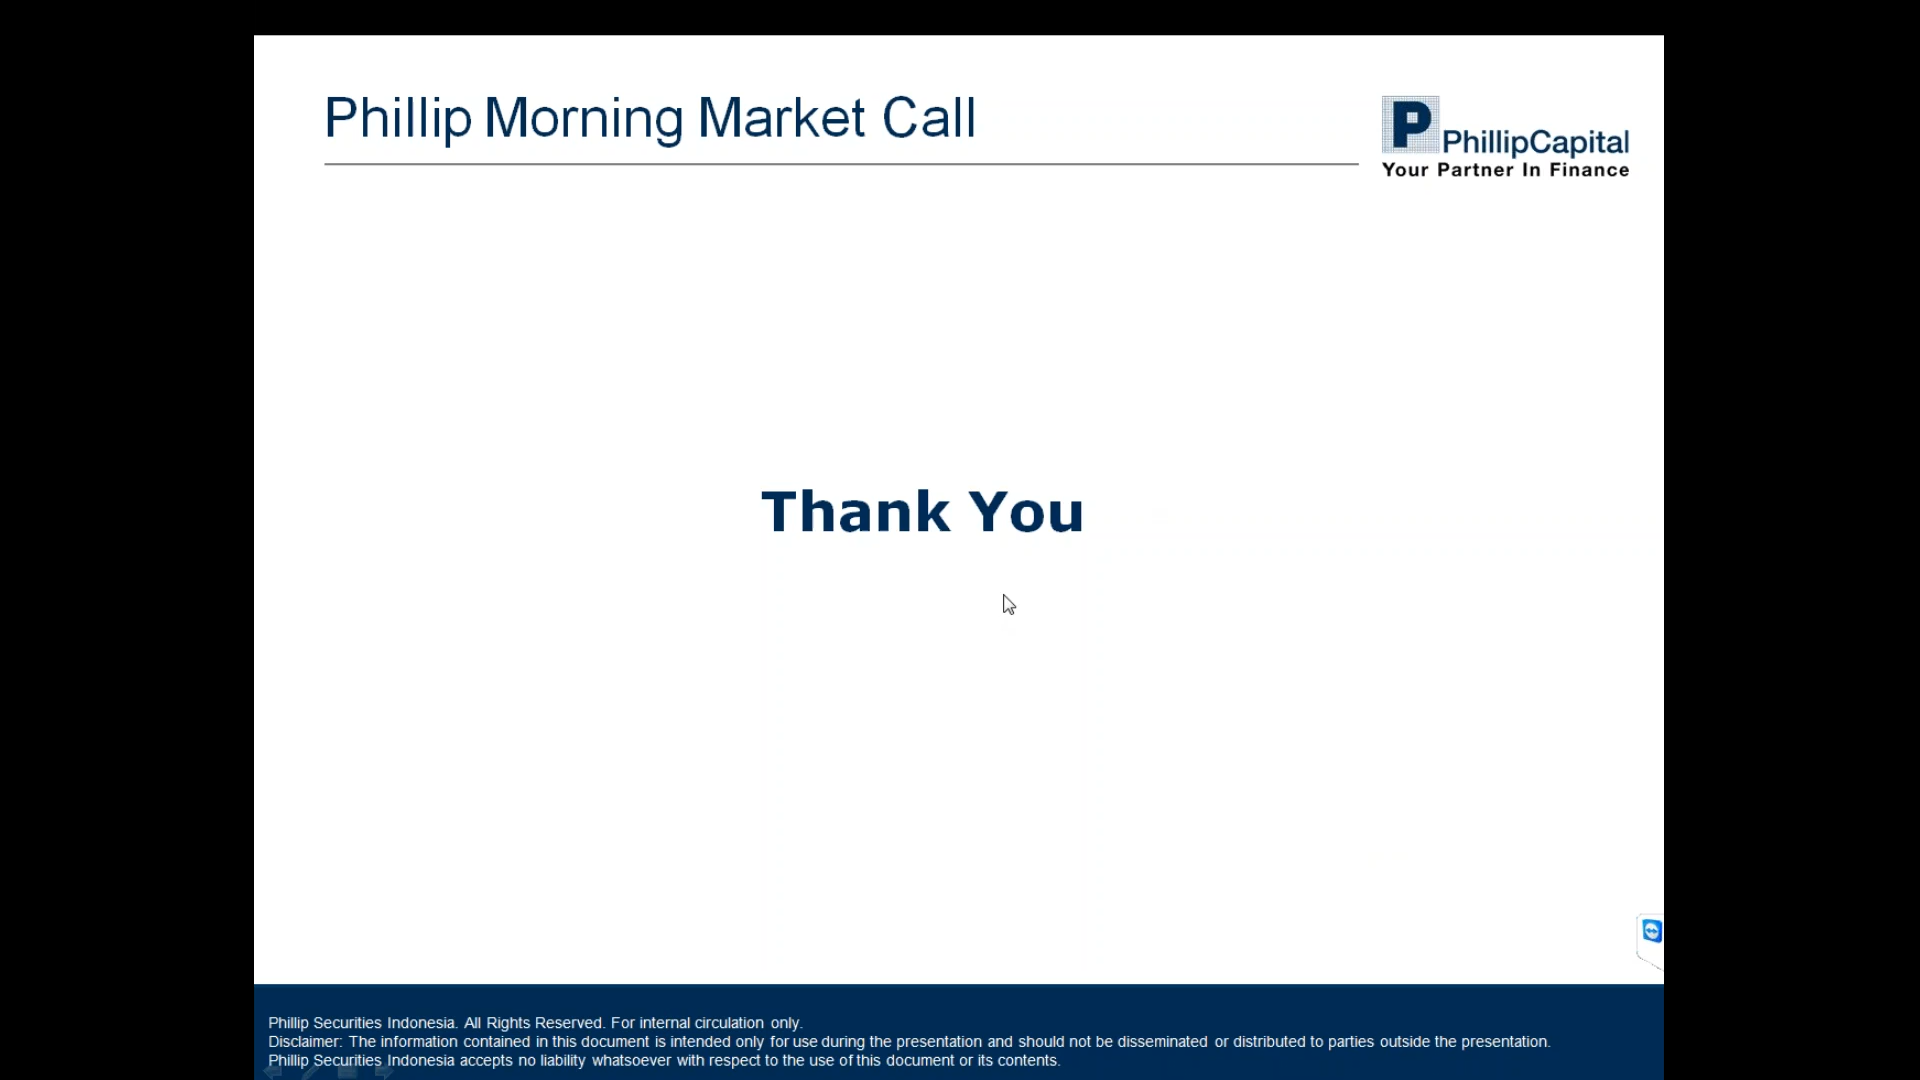 Phillip Morning Market Call
P PhillipCapital
Your Partner In Finance
Thank You
Phillip Securities Indonesia. All Rights Reserved. For internal circulation only.
Disclaimer: The information contained in this document is intended only for use during the presentation and should not be disseminated or distributed to parties outside the presentation.
Phillip Securities Indonesia accepts no liability whatsoever with respect to the use of this document or its contents.